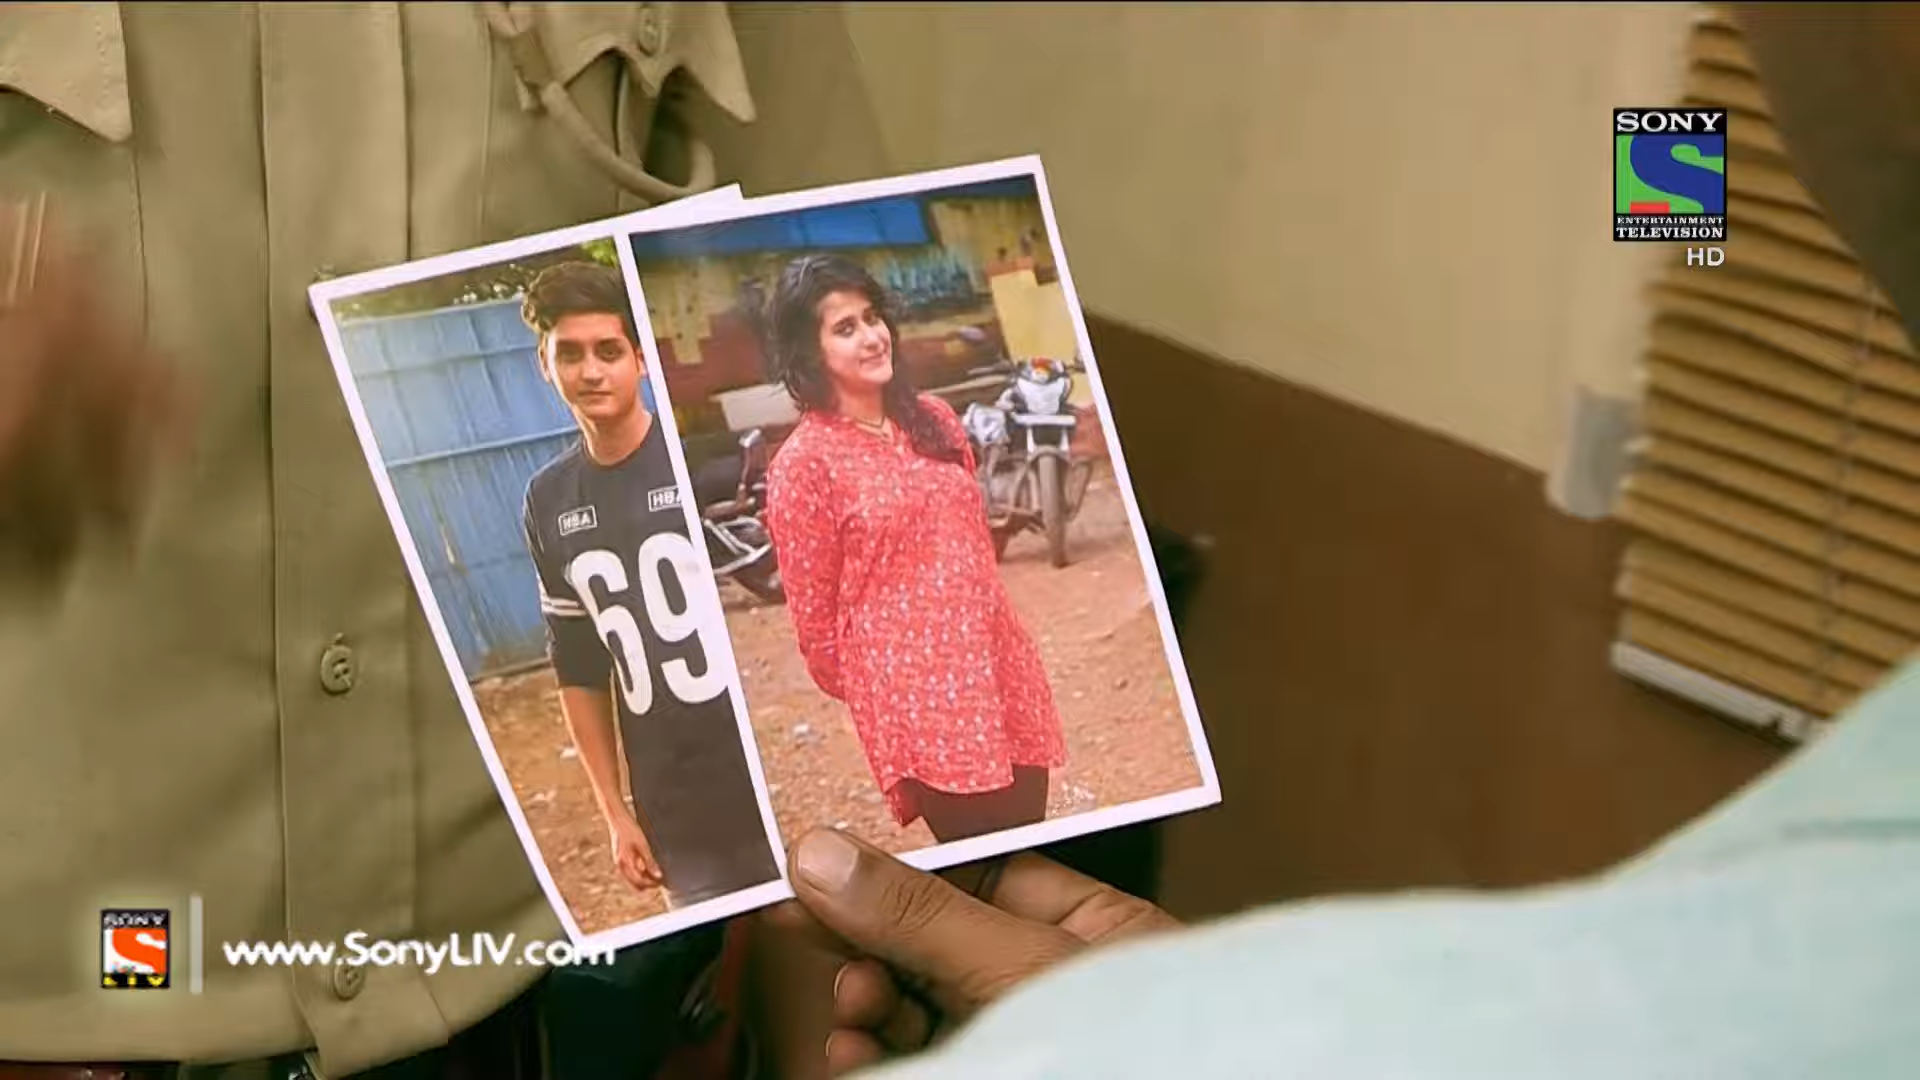 SONY
ENTERTAINMENT
TELEVISION
HD
HBA
HBA
69
SONY
LIV
www.SonyLIV.com